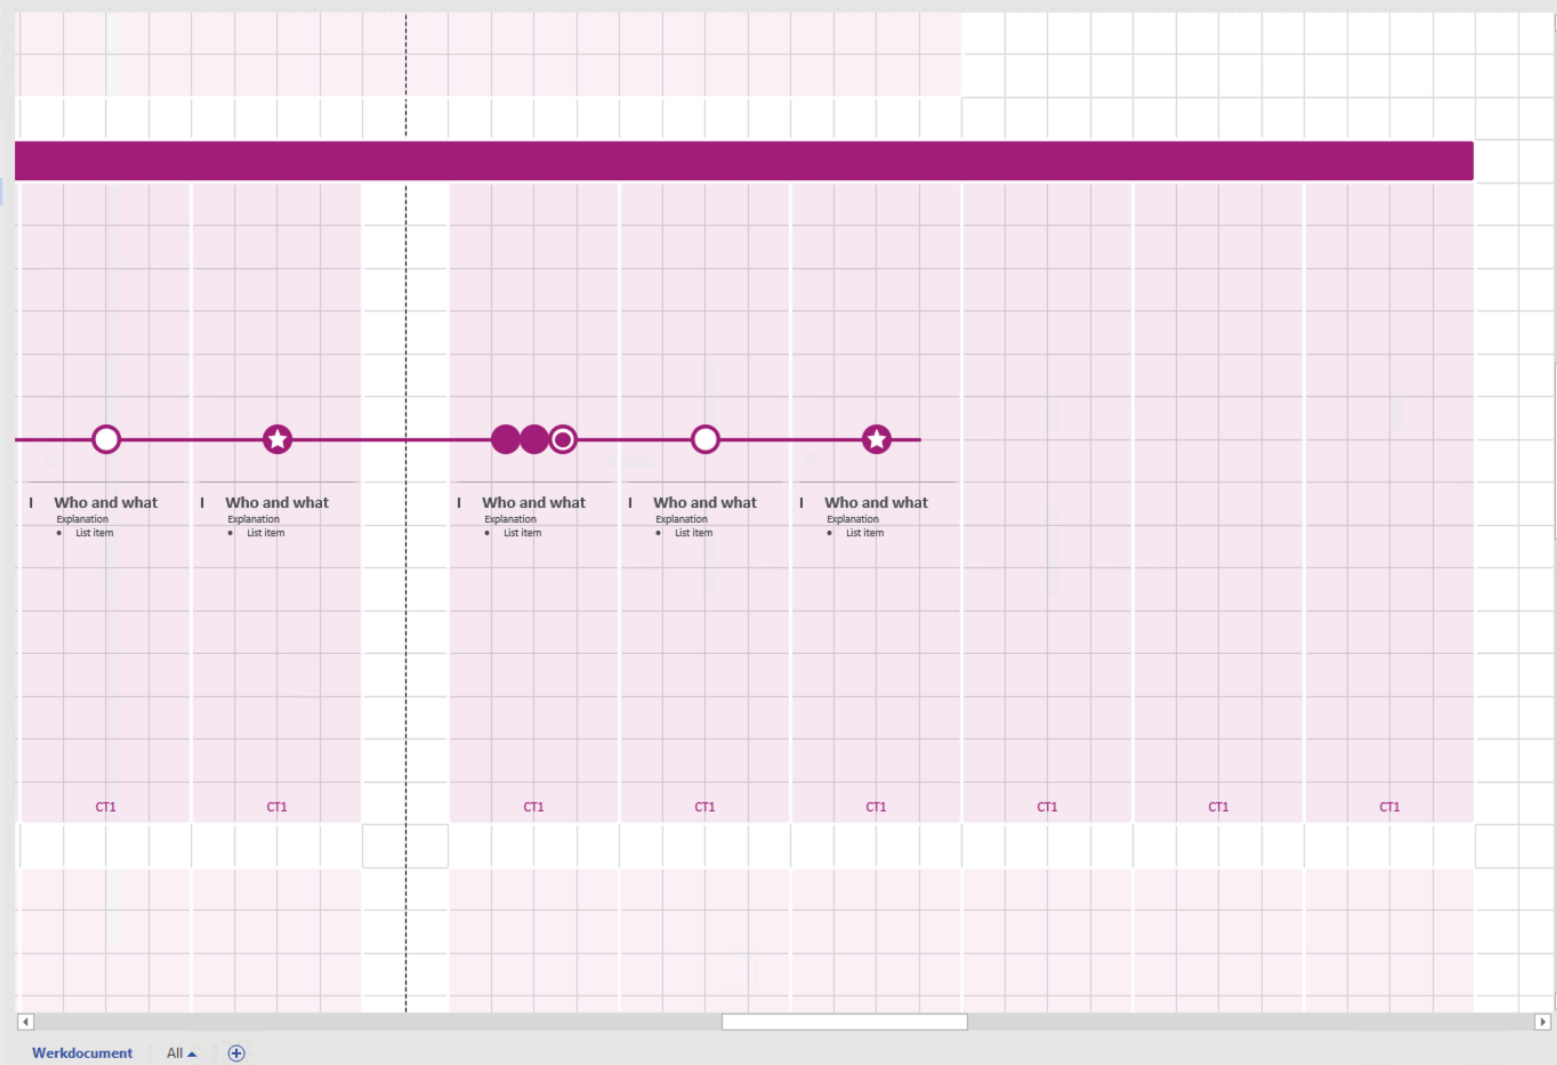 I Who and what
Explanation
• List item
I Who and what
Explanation
• List item
I Who and what
Explanation
• List item
I Who and what
Explanation
• List item
I Who and what
Explanation
• List item
CT1 CT1 CT1 CT1 CT1 CT1 CT1 CT1
Werkdocument All